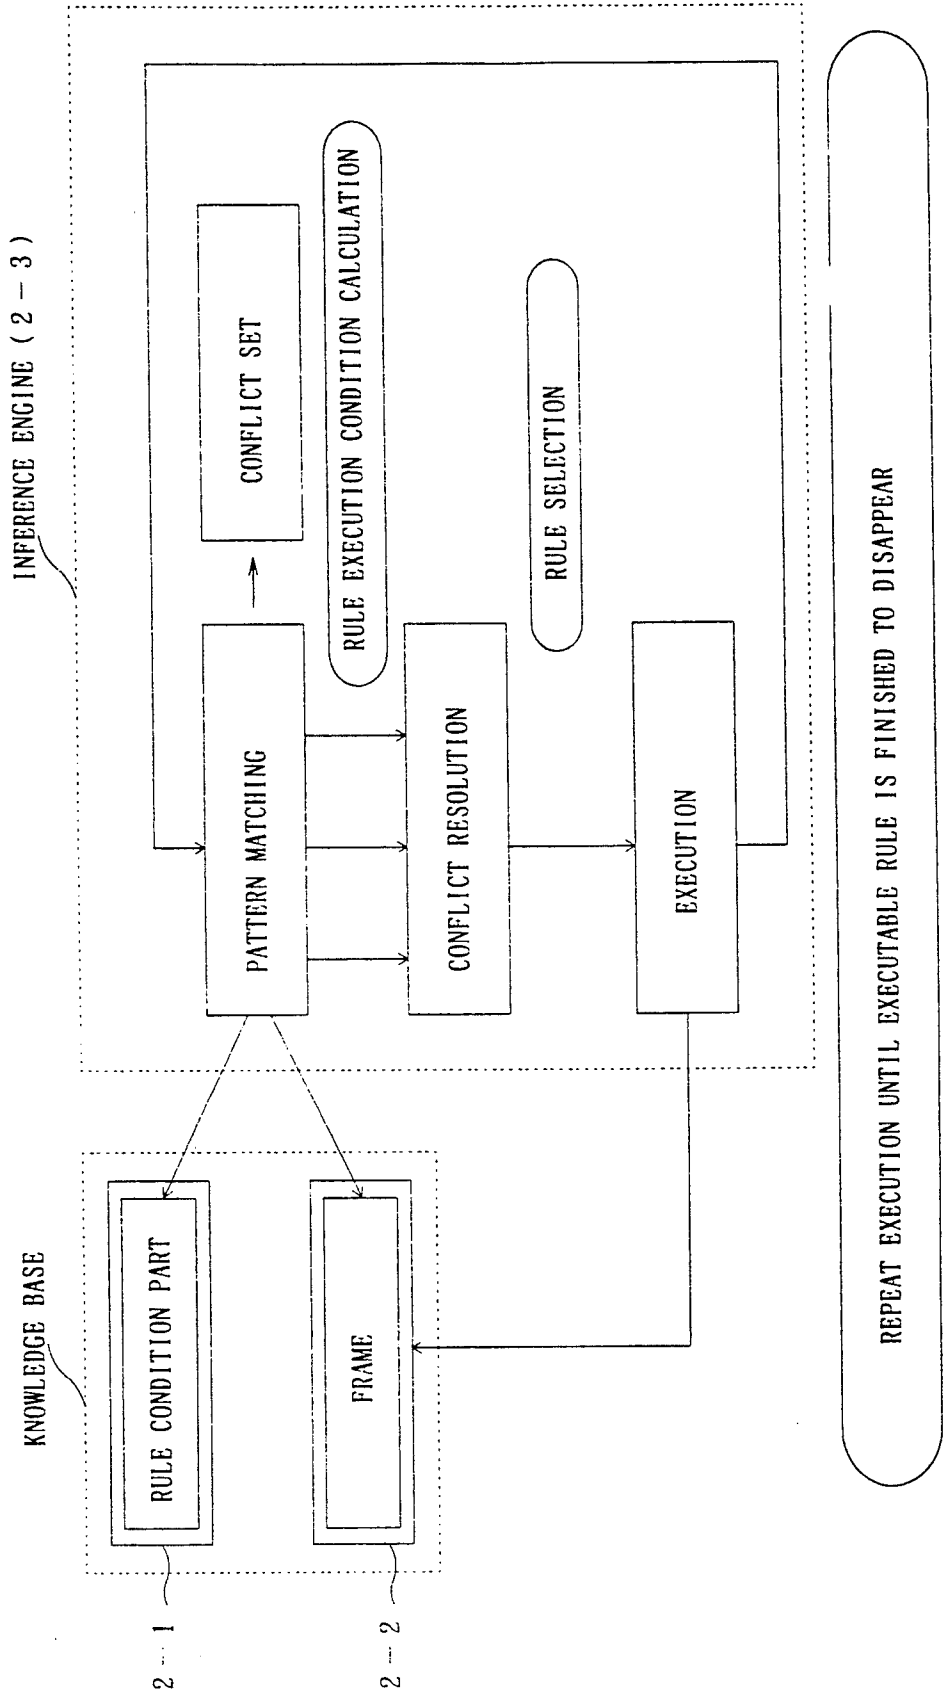 INFERENCE ENGINE ( 2 - 3 )
KNOWLEDGE BASE
2 - 1
RULE CONDITION PART
PATTERN MATCHING
CONFLICT SET
RULE EXECUTION CONDITION CALCULATION
2 - 2
FRAME
CONFLICT RESOLUTION
RULE SELECTION
EXECUTION
REPEAT EXECUTION UNTIL EXECUTABLE RULE IS FINISHED TO DISAPPEAR